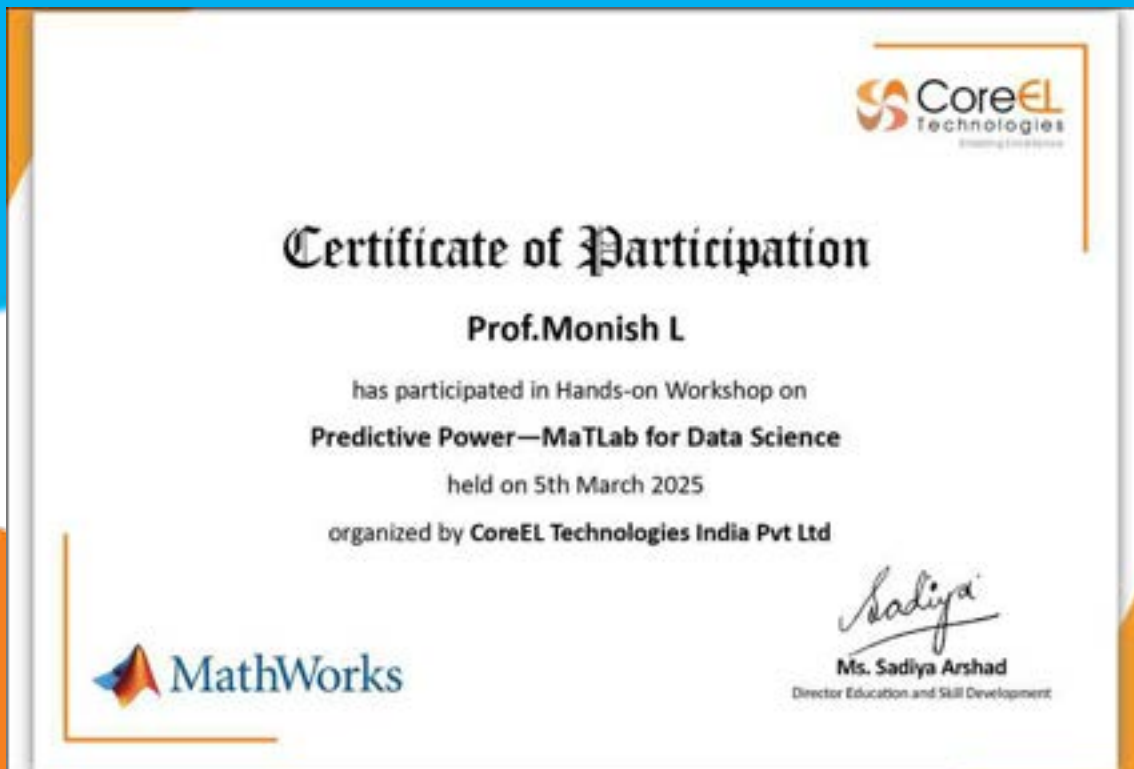 CoreEL
Technologies
Certificate of Participation
Prof.Monish L
has participated in Hands-on Workshop on
Predictive Power—MaTLab for Data Science
held on 5th March 2025
organized by CoreEL Technologies India Pvt Ltd
Sadiya
MathWorks
Ms. Sadiya Arshad
Director Education and Skill Development